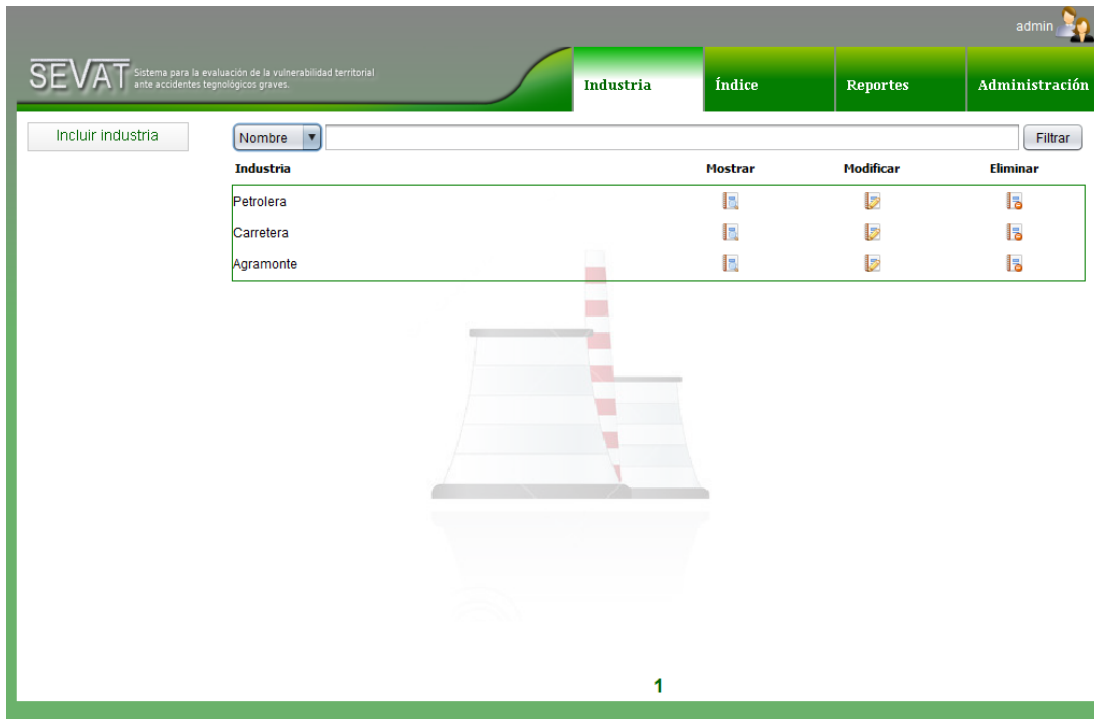 admin
SEVAT
Sistema para la evaluación de la vulnerabilidad territorial
ante accidentes tegnológicos graves.
Industria Índice Reportes Administración
Incluir industria
Nombre Filtrar
Industria Mostrar Modificar Eliminar
Petrolera
Carretera
Agramonte
1